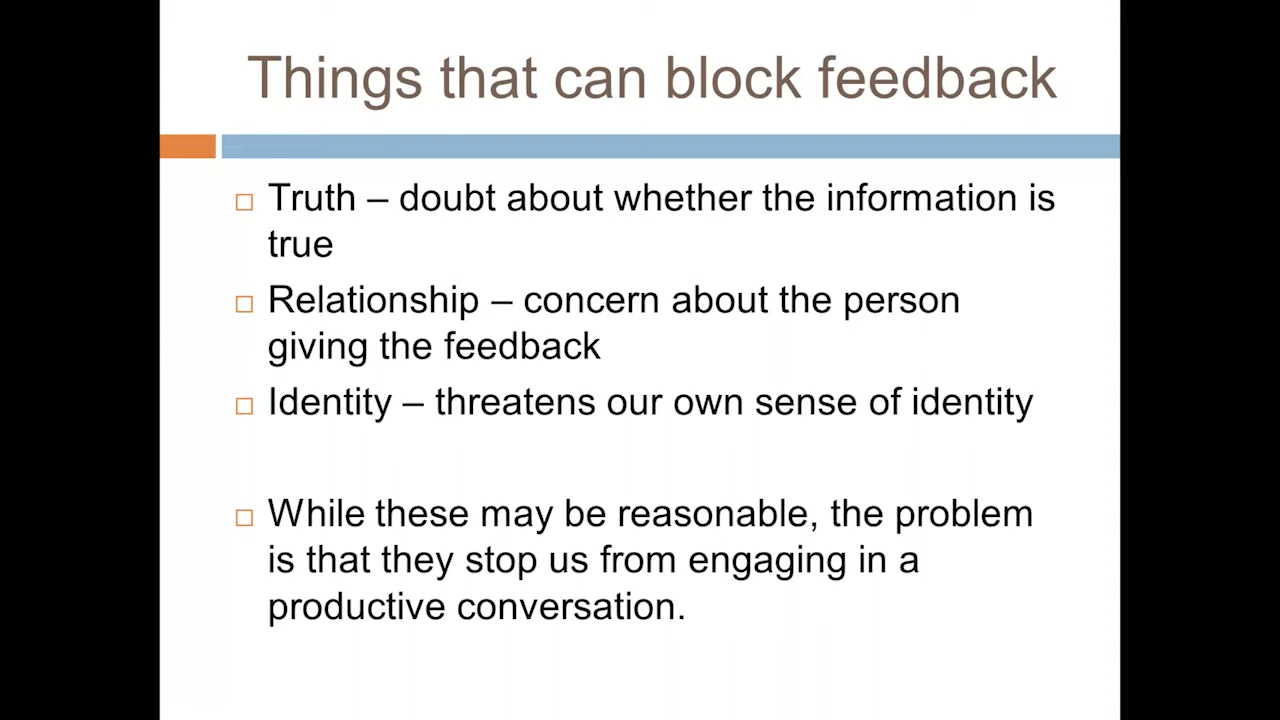 Things that can block feedback
Truth – doubt about whether the information is
true
Relationship – concern about the person
giving the feedback
Identity – threatens our own sense of identity
While these may be reasonable, the problem
is that they stop us from engaging in a
productive conversation.